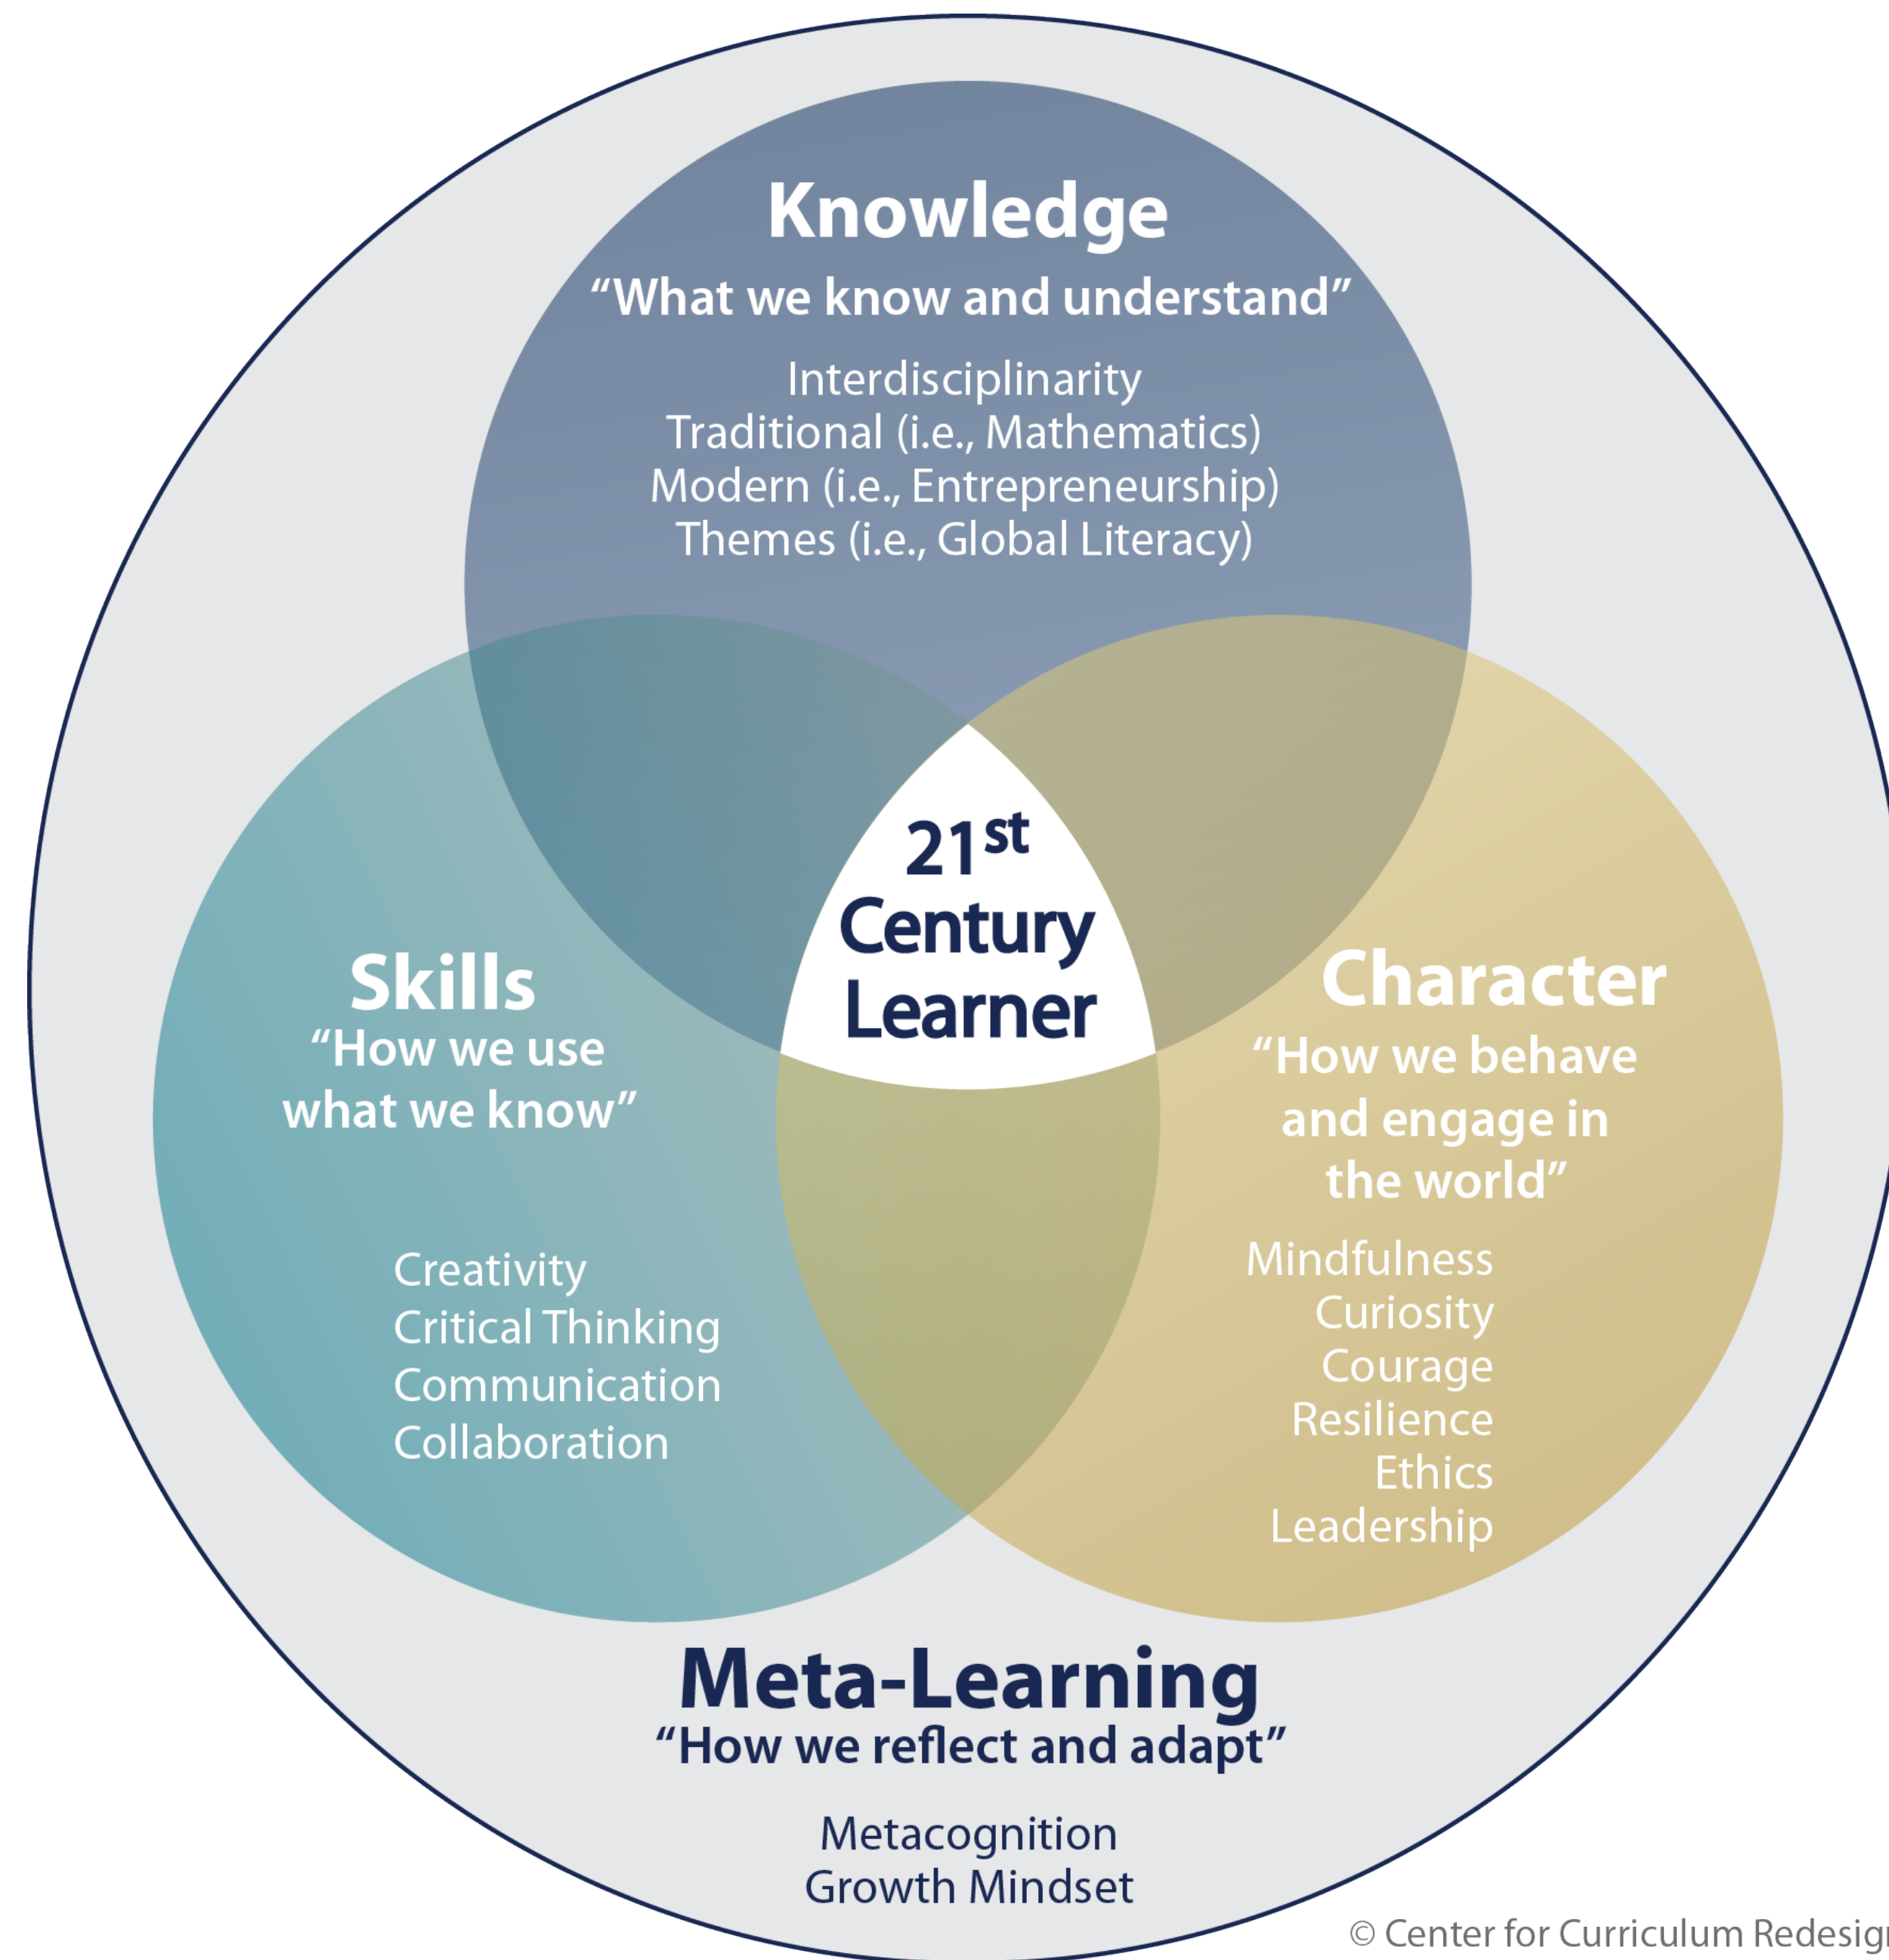 Knowledge
“What we know and understand”
Interdisciplinarity
Traditional (i.e., Mathematics)
Modern (i.e., Entrepreneurship)
Themes (i.e., Global Literacy)
21st
Century
Learner
Skills
“How we use
what we know”
Creativity
Critical Thinking
Communication
Collaboration
Character
“How we behave
and engage in
the world”
Mindfulness
Curiosity
Courage
Resilience
Ethics
Leadership
Meta-Learning
“How we reflect and adapt”
Metacognition
Growth Mindset
© Center for Curriculum Redesign